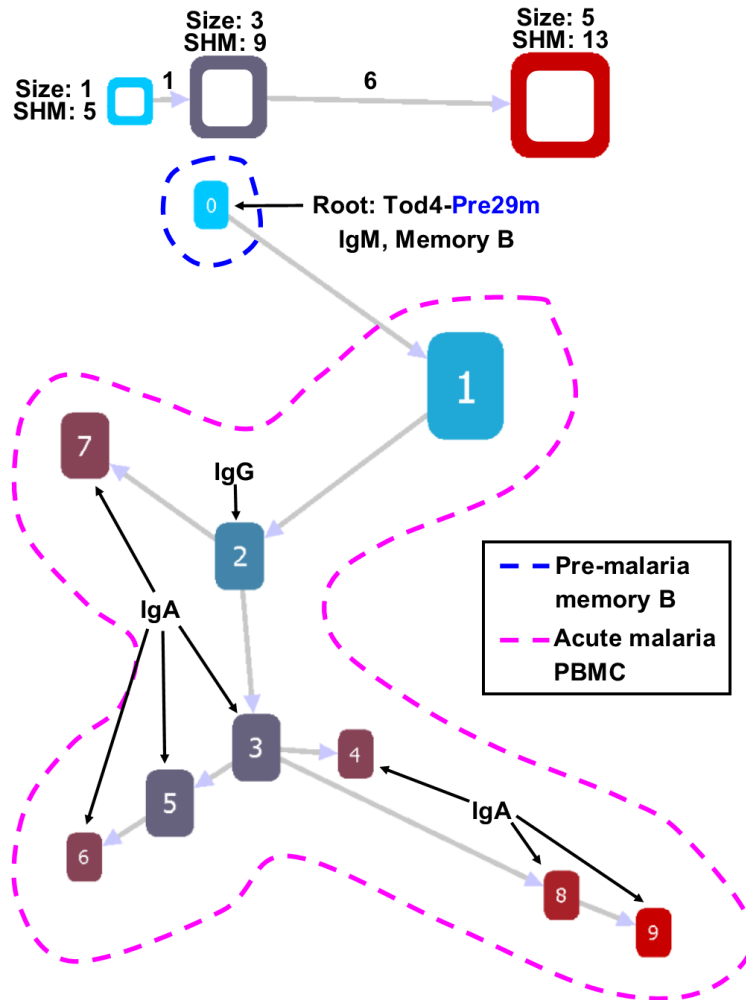 Size: 3
SHM: 9
Size: 5
SHM: 13
Size: 1
SHM: 5
1
6
0
Root: Tod4-Pre29m
IgM, Memory B
1
7
IgG
2
Pre-malaria
memory B
Acute malaria
PBMC
IgA
3
4
5
IgA
6
8
9